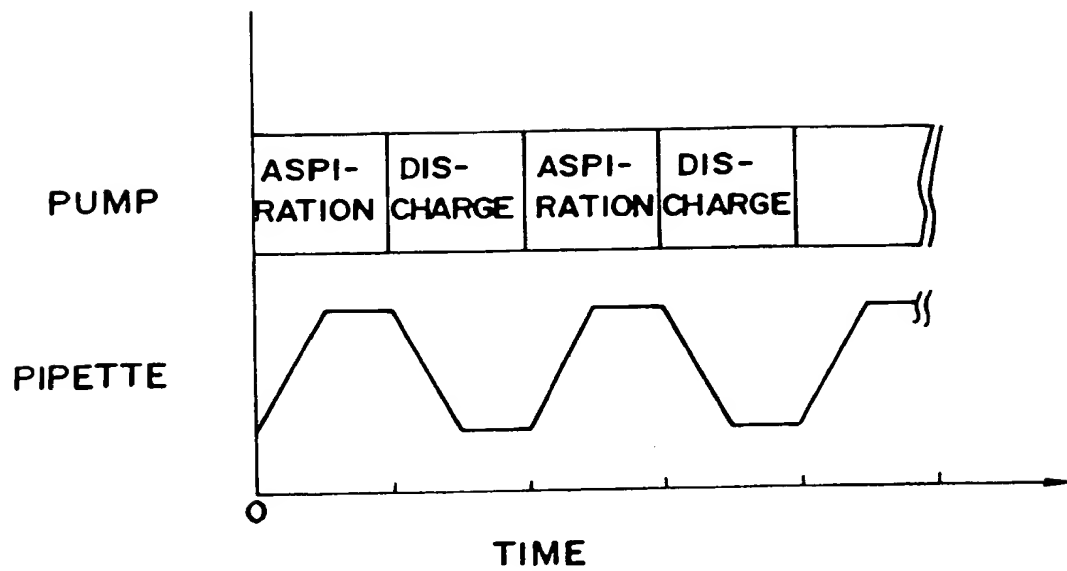 PUMP
ASPI-
RATION
DIS-
CHARGE
ASPI-
RATION
DIS-
CHARGE
PIPETTE
0
TIME